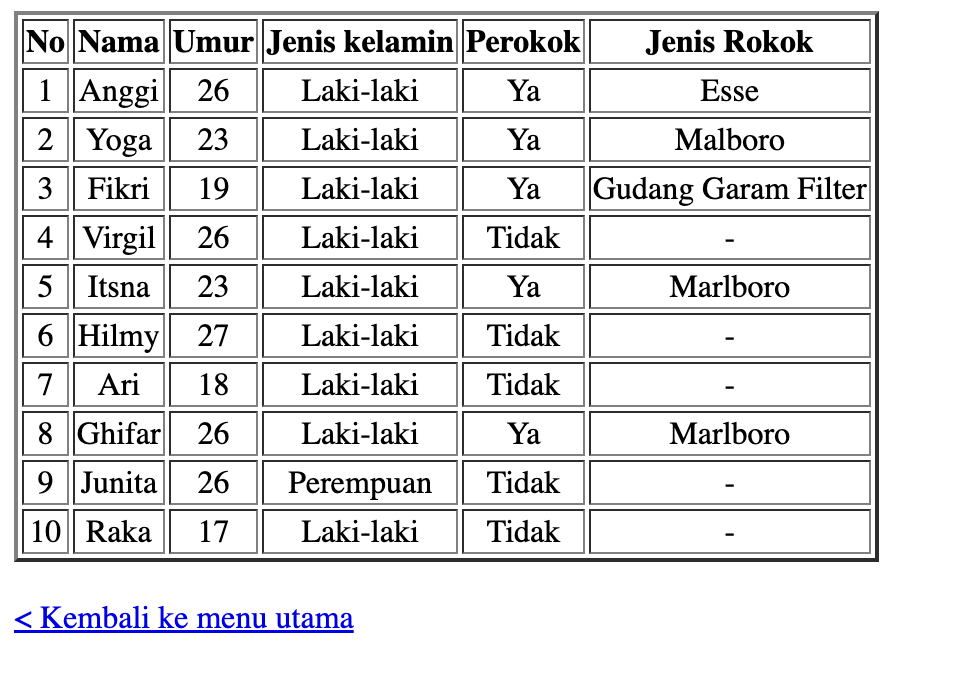 No Nama Umur Jenis kelamin Perokok Jenis Rokok
1 Anggi 26 Laki-laki Ya Esse
2 Yoga 23 Laki-laki Ya Malboro
3 Fikri 19 Laki-laki Ya Gudang Garam Filter
4 Virgil 26 Laki-laki Tidak -
5 Itsna 23 Laki-laki Ya Marlboro
6 Hilmy 27 Laki-laki Tidak -
7 Ari 18 Laki-laki Tidak -
8 Ghifar 26 Laki-laki Ya Marlboro
9 Junita 26 Perempuan Tidak -
10 Raka 17 Laki-laki Tidak -
< Kembali ke menu utama